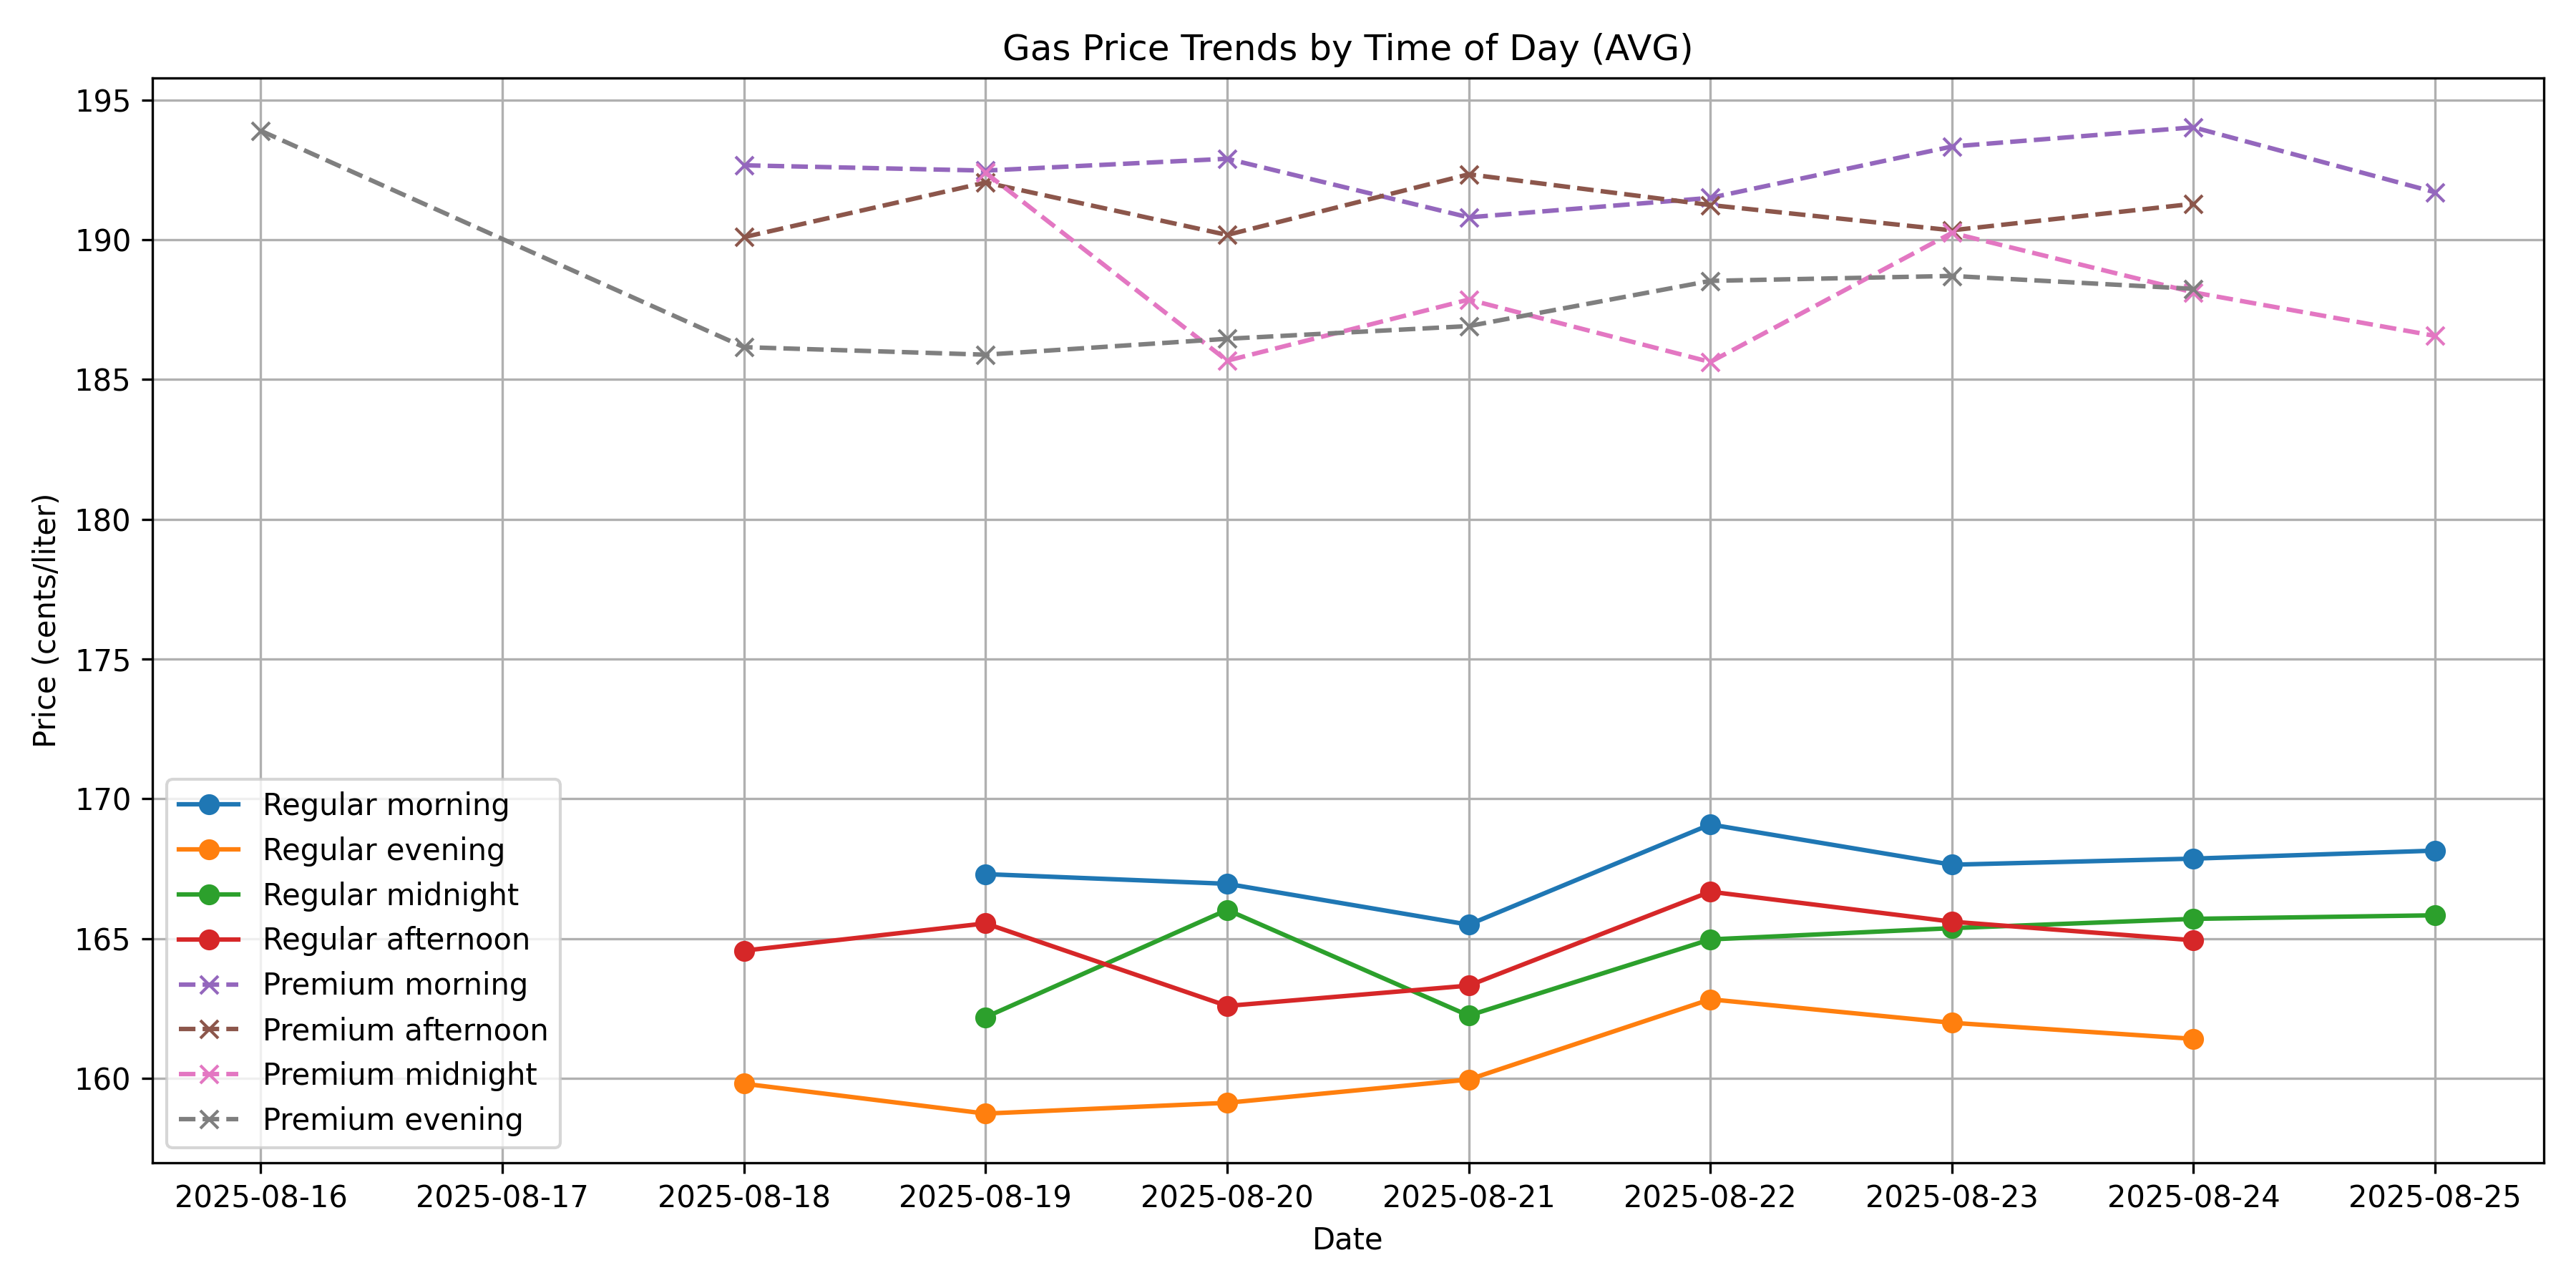 Gas Price Trends by Time of Day (AVG)
195
190
185
180
175
170
165
160
Price (cents/liter)
Regular morning
Regular evening
Regular midnight
Regular afternoon
Premium morning
Premium afternoon
Premium midnight
Premium evening
2025-08-16 2025-08-17 2025-08-18 2025-08-19 2025-08-20 2025-08-21 2025-08-22 2025-08-23 2025-08-24 2025-08-25
Date